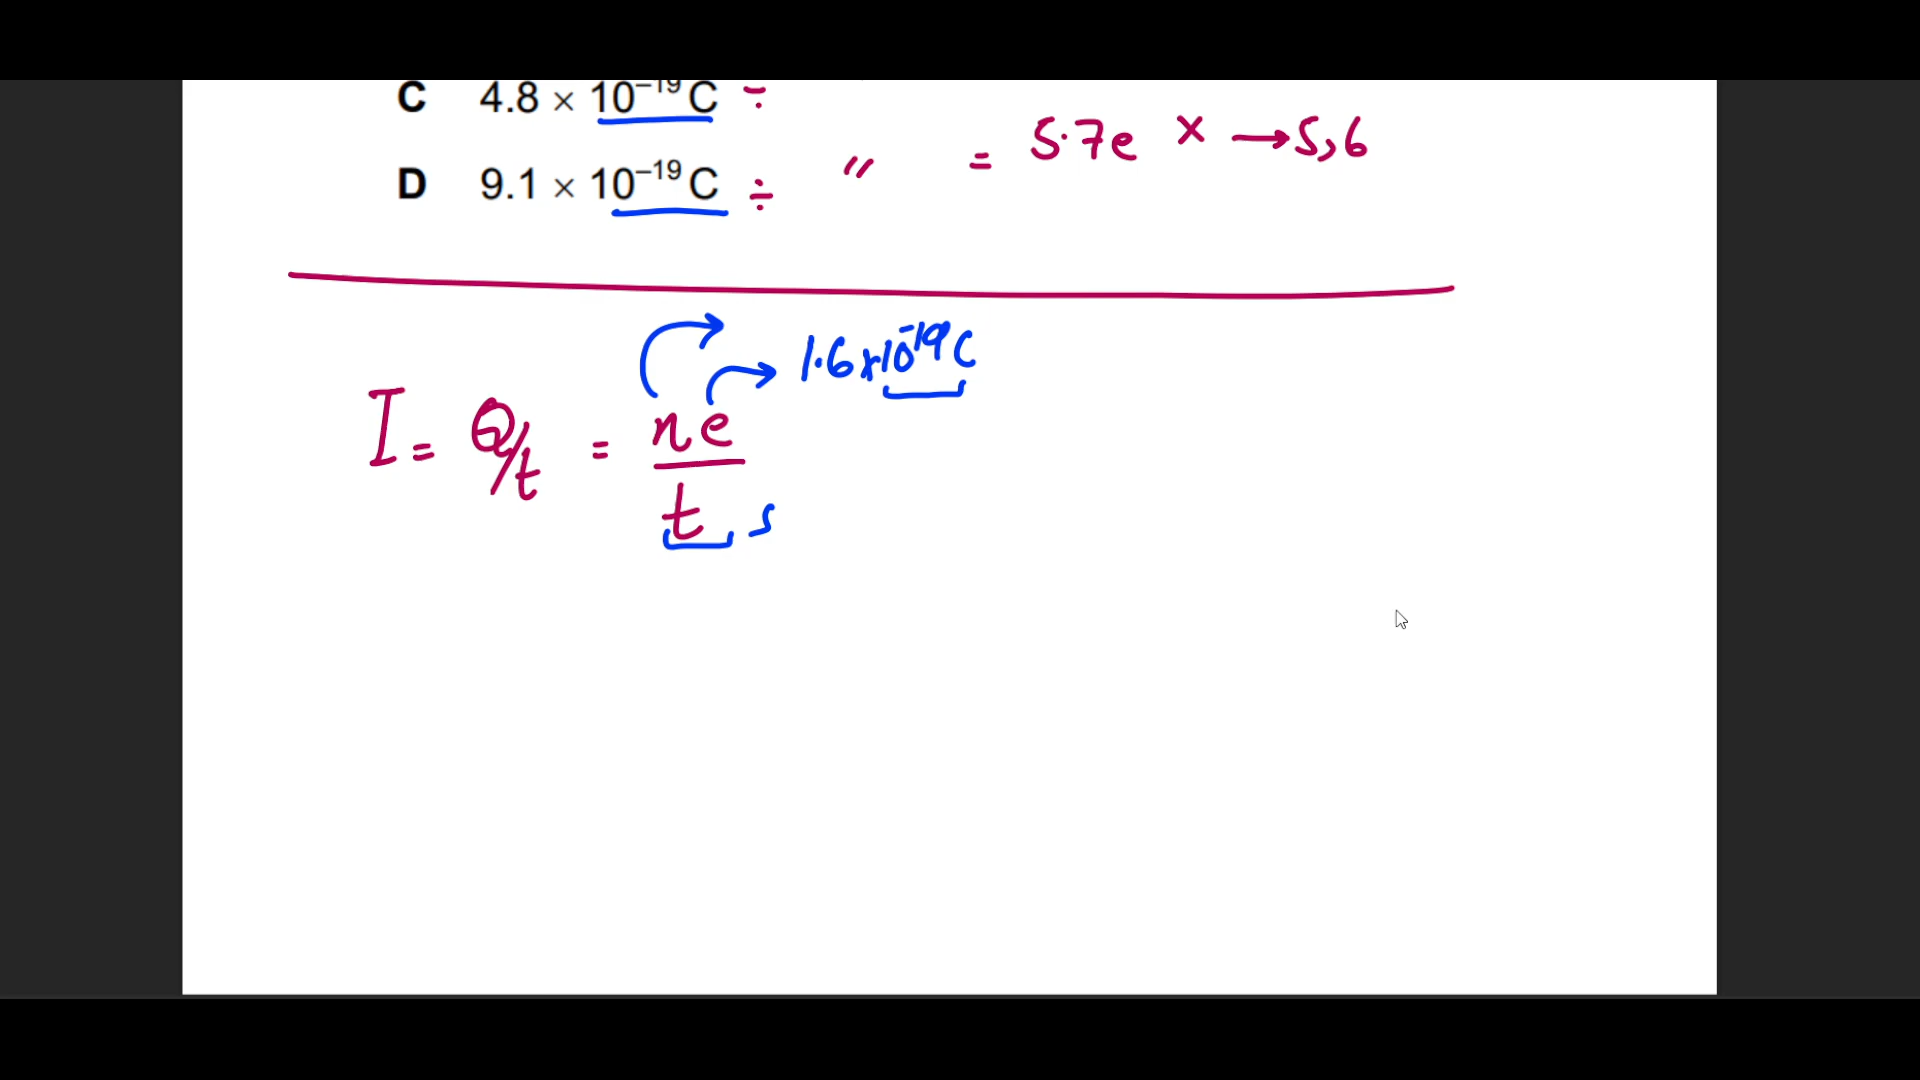 C 4.8 × 10⁻¹⁹ C ÷
D 9.1 × 10⁻¹⁹ C ÷ " = 5.7e × → 5,6
1.6×10⁻¹⁹C
I = Q/t = ne/t, s